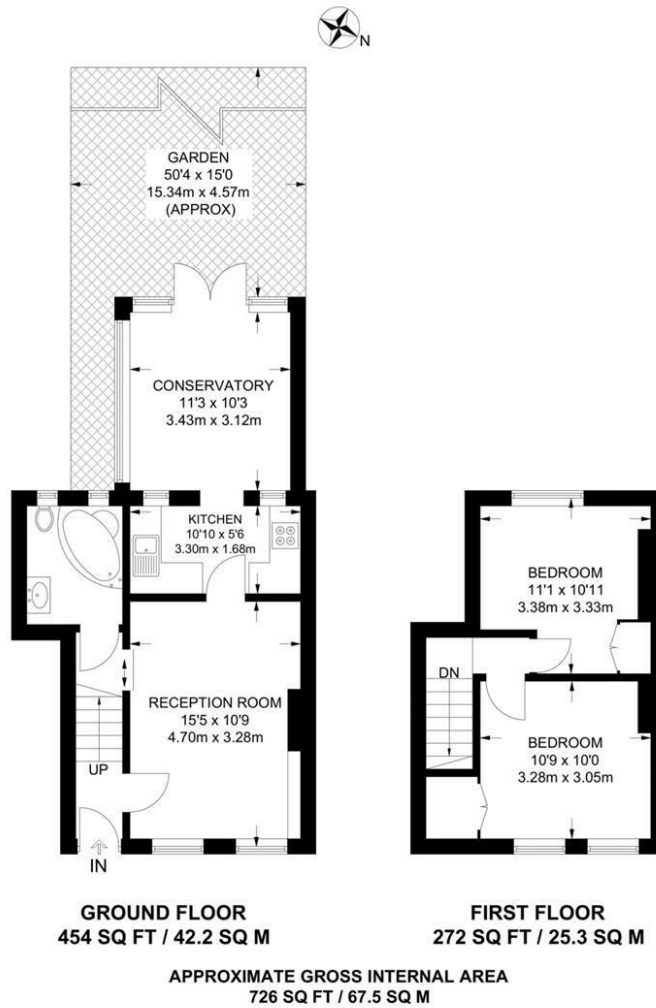 N
GARDEN
50'4 x 15'0
15.34m x 4.57m
(APPROX)
CONSERVATORY
11'3 x 10'3
3.43m x 3.12m
KITCHEN
10'10 x 5'6
3.30m x 1.68m
RECEPTION ROOM
15'5 x 10'9
4.70m x 3.28m
UP
IN
BEDROOM
11'1 x 10'11
3.38m x 3.33m
DN
BEDROOM
10'9 x 10'0
3.28m x 3.05m
GROUND FLOOR
454 SQ FT / 42.2 SQ M
FIRST FLOOR
272 SQ FT / 25.3 SQ M
APPROXIMATE GROSS INTERNAL AREA
726 SQ FT / 67.5 SQ M